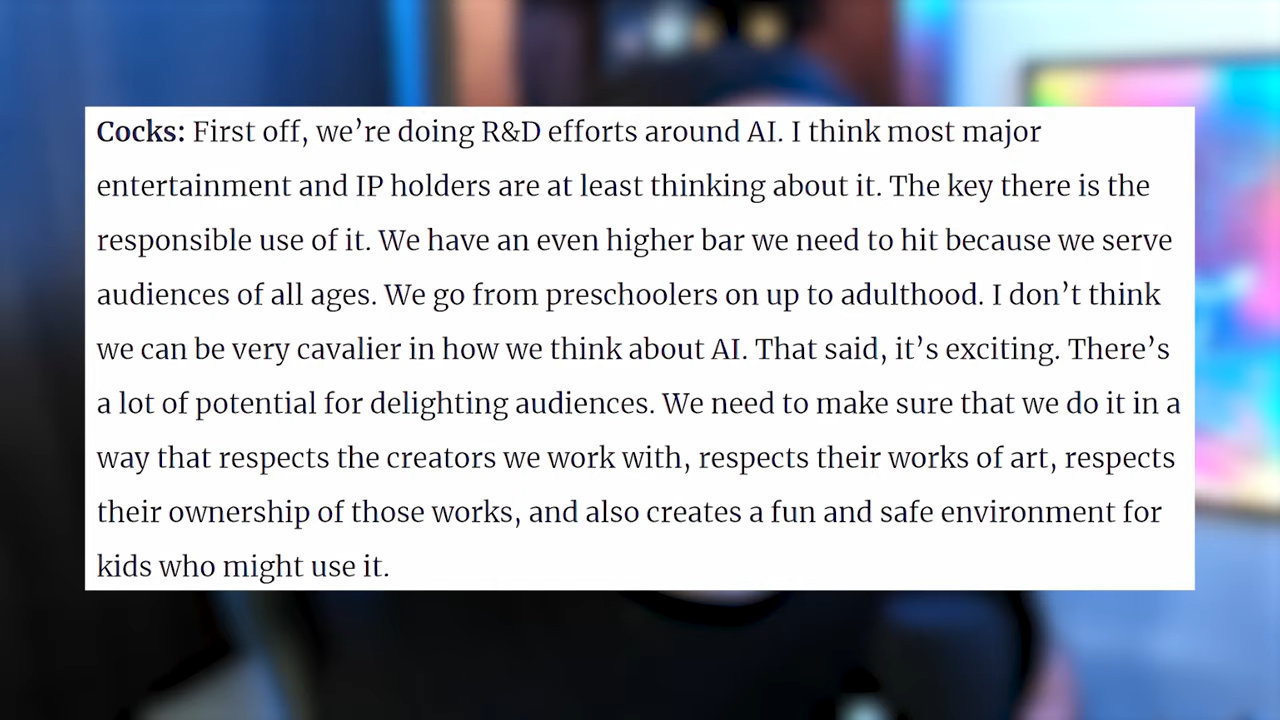 Cocks: First off, we’re doing R&D efforts around AI. I think most major
entertainment and IP holders are at least thinking about it. The key there is the
responsible use of it. We have an even higher bar we need to hit because we serve
audiences of all ages. We go from preschoolers on up to adulthood. I don’t think
we can be very cavalier in how we think about AI. That said, it’s exciting. There’s
a lot of potential for delighting audiences. We need to make sure that we do it in a
way that respects the creators we work with, respects their works of art, respects
their ownership of those works, and also creates a fun and safe environment for
kids who might use it.